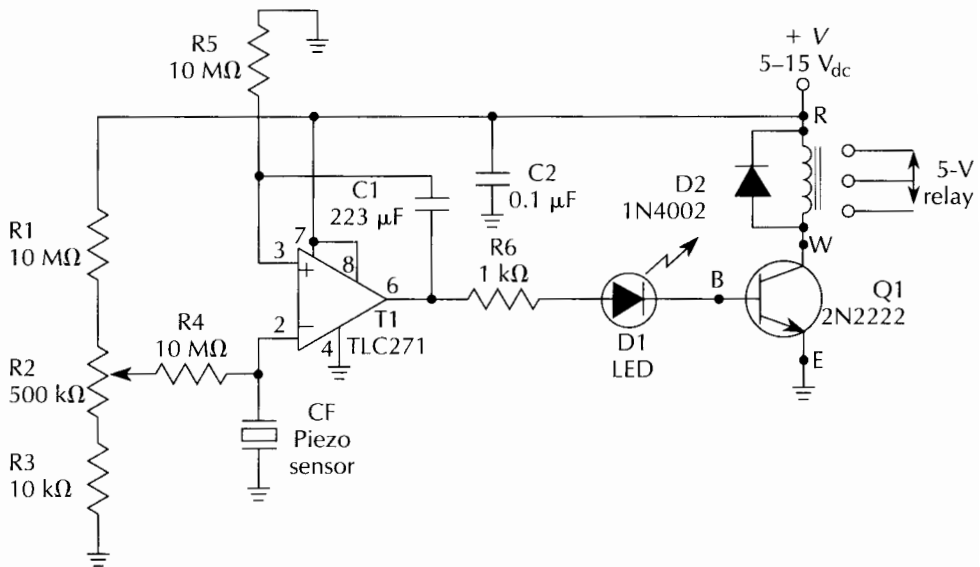 + V
5–15 Vdc
R5
10 MΩ
R
C1
223 µF
C2
0.1 µF
D2
1N4002
5-V
relay
R1
10 MΩ
7
8
3
+
6
R6
1 kΩ
W
B
Q1
2N2222
2
−
4
T1
TLC271
R4
10 MΩ
D1
LED
E
R2
500 kΩ
CF
Piezo
sensor
R3
10 kΩ